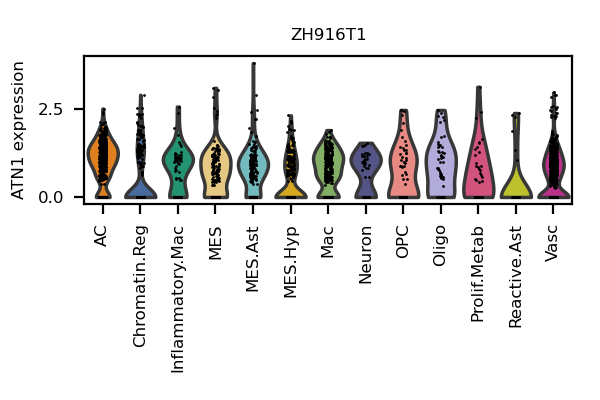 ZH916T1
ATN1 expression
2.5
0.0
AC
Chromatin.Reg
Inflammatory.Mac
MES
MES.Ast
MES.Hyp
Mac
Neuron
OPC
Oligo
Prolif.Metab
Reactive.Ast
Vasc